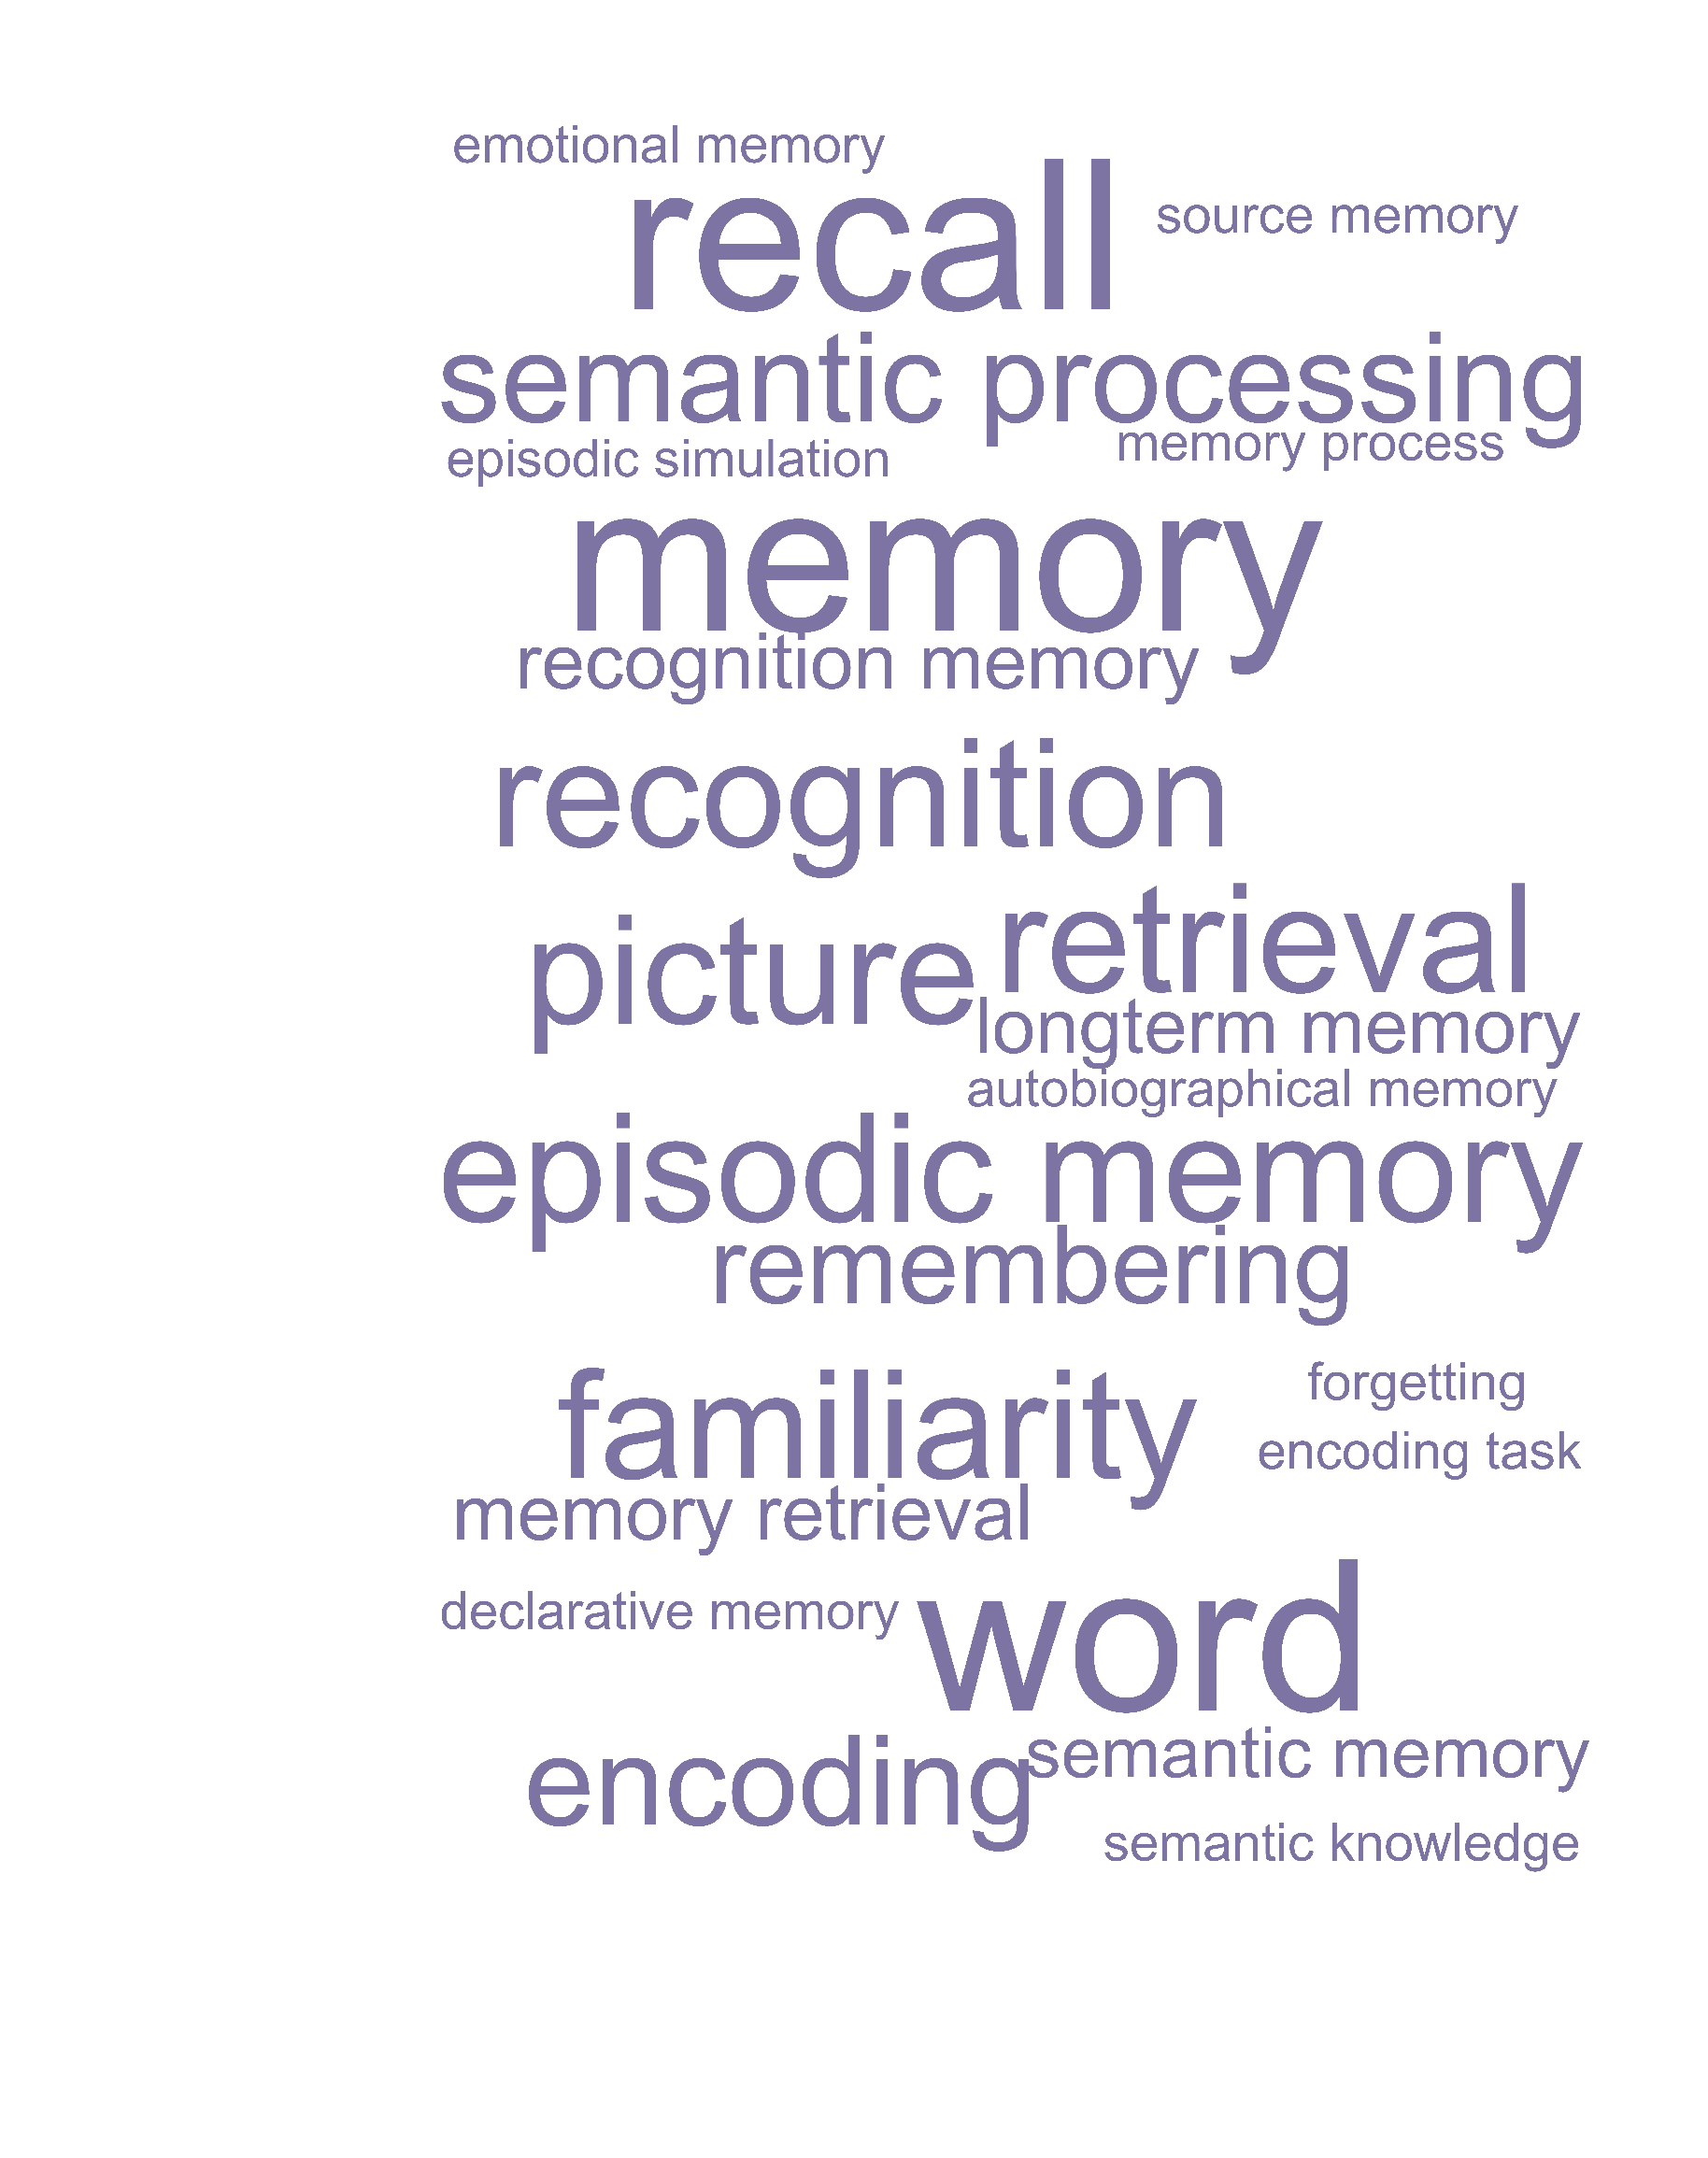 emotional memory
recall
source memory
semantic processing
episodic simulation
memory process
memory
recognition memory
recognition
picture
retrieval
longterm memory
autobiographical memory
episodic memory
remembering
familiarity
forgetting
encoding task
memory retrieval
declarative memory
word
encoding
semantic memory
semantic knowledge